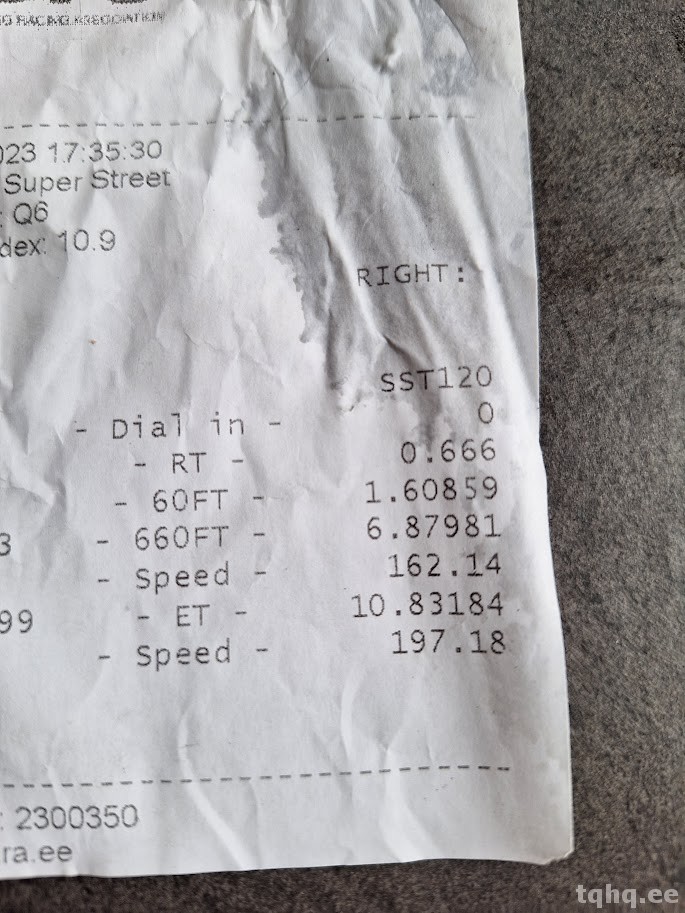 RACING ASSOCIATION
023 17:35:30
Super Street
: Q6
dex: 10.9
RIGHT:
SST120
- Dial in - 0
- RT - 0.666
- 60FT - 1.60859
3 - 660FT - 6.87981
- Speed - 162.14
99 - ET - 10.83184
- Speed - 197.18
: 2300350
ra.ee
tqhq.ee